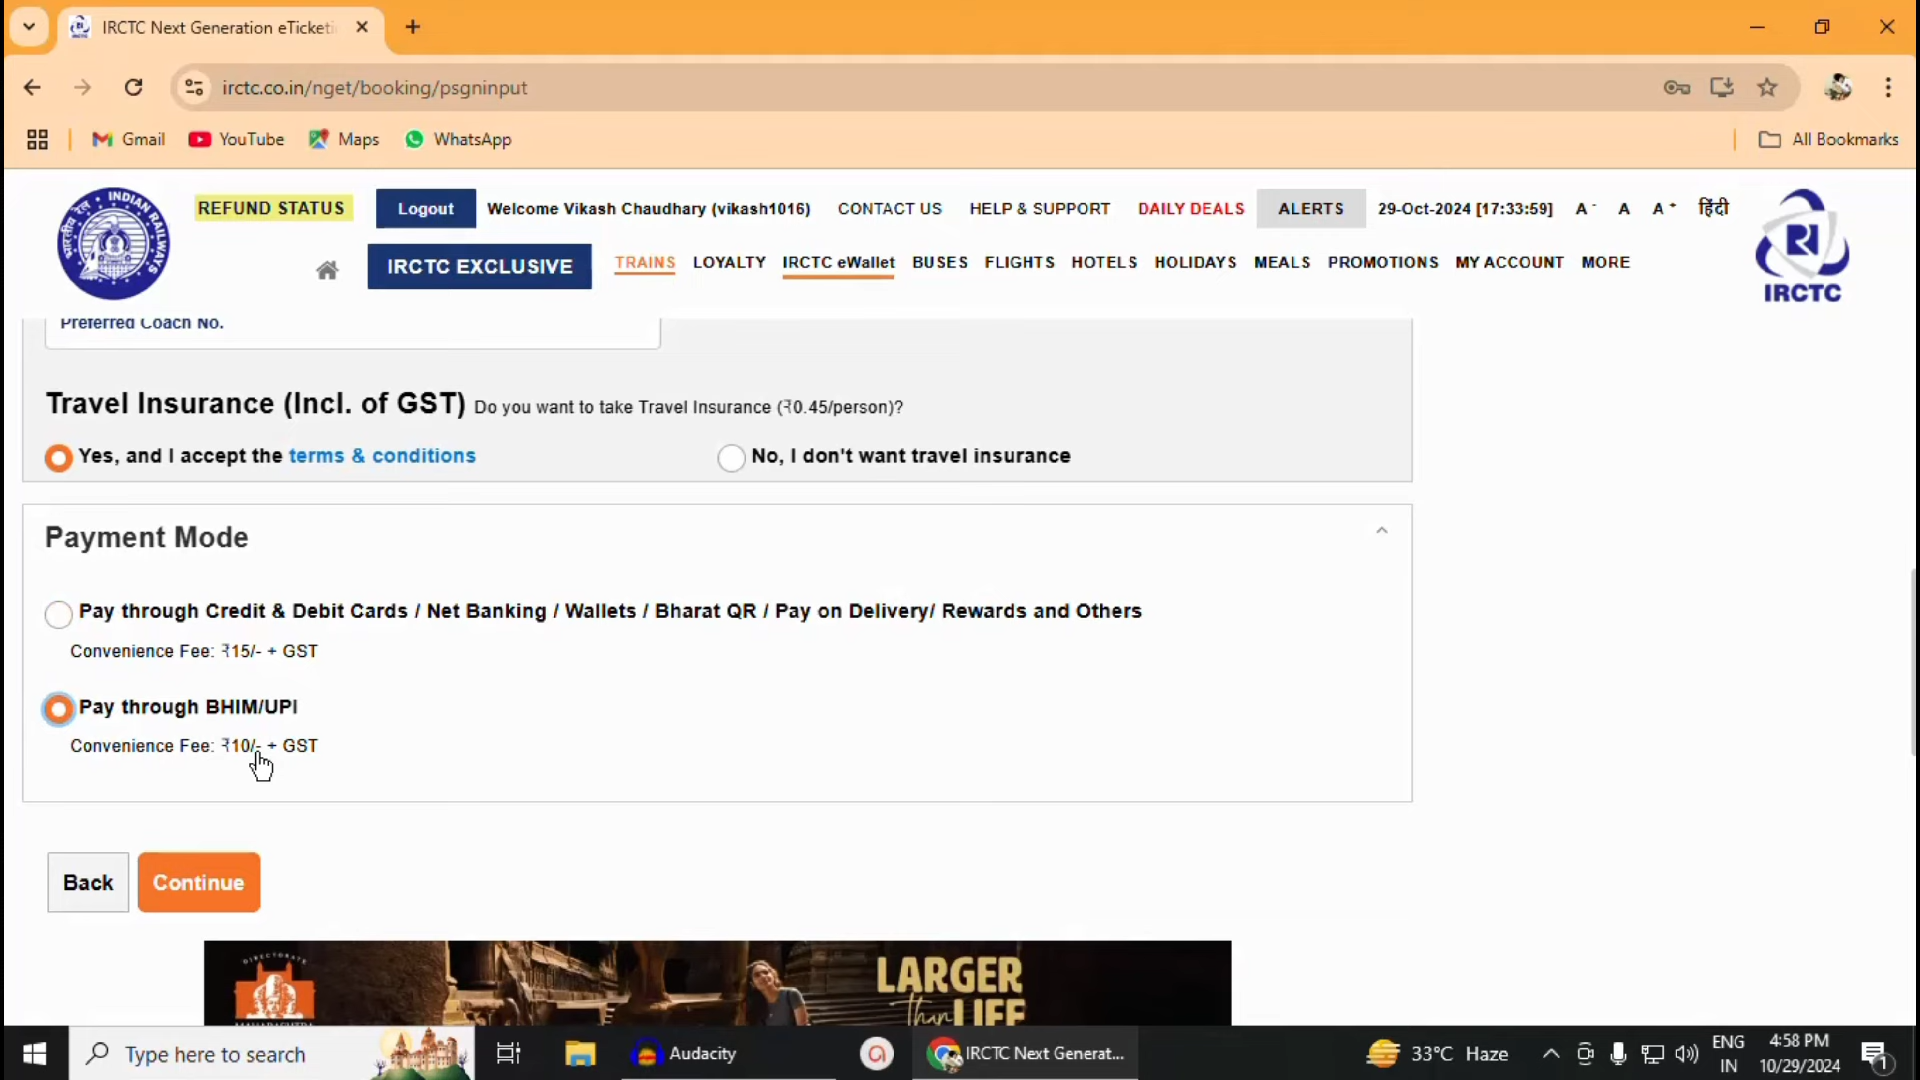 IRCTC Next Generation eTicketi
irctc.co.in/nget/booking/psgninput
Gmail YouTube Maps WhatsApp All Bookmarks
INDIAN RAILWAYS
भारतीय रेल
REFUND STATUS Logout Welcome Vikash Chaudhary (vikash1016) CONTACT US HELP & SUPPORT DAILY DEALS ALERTS 29-Oct-2024 [17:33:59] A- A A+ हिंदी
IRCTC EXCLUSIVE TRAINS LOYALTY IRCTC eWallet BUSES FLIGHTS HOTELS HOLIDAYS MEALS PROMOTIONS MY ACCOUNT MORE
IRCTC
Preferred Coach No.
Travel Insurance (Incl. of GST) Do you want to take Travel Insurance (₹0.45/person)?
Yes, and I accept the terms & conditions No, I don't want travel insurance
Payment Mode
Pay through Credit & Debit Cards / Net Banking / Wallets / Bharat QR / Pay on Delivery/ Rewards and Others
Convenience Fee: ₹15/- + GST
Pay through BHIM/UPI
Convenience Fee: ₹10/- + GST
Back Continue
DIRECTORATE
LARGER
than LIFE
Type here to search Audacity IRCTC Next Generat... 33°C Haze ENG 4:58 PM
IN 10/29/2024 1